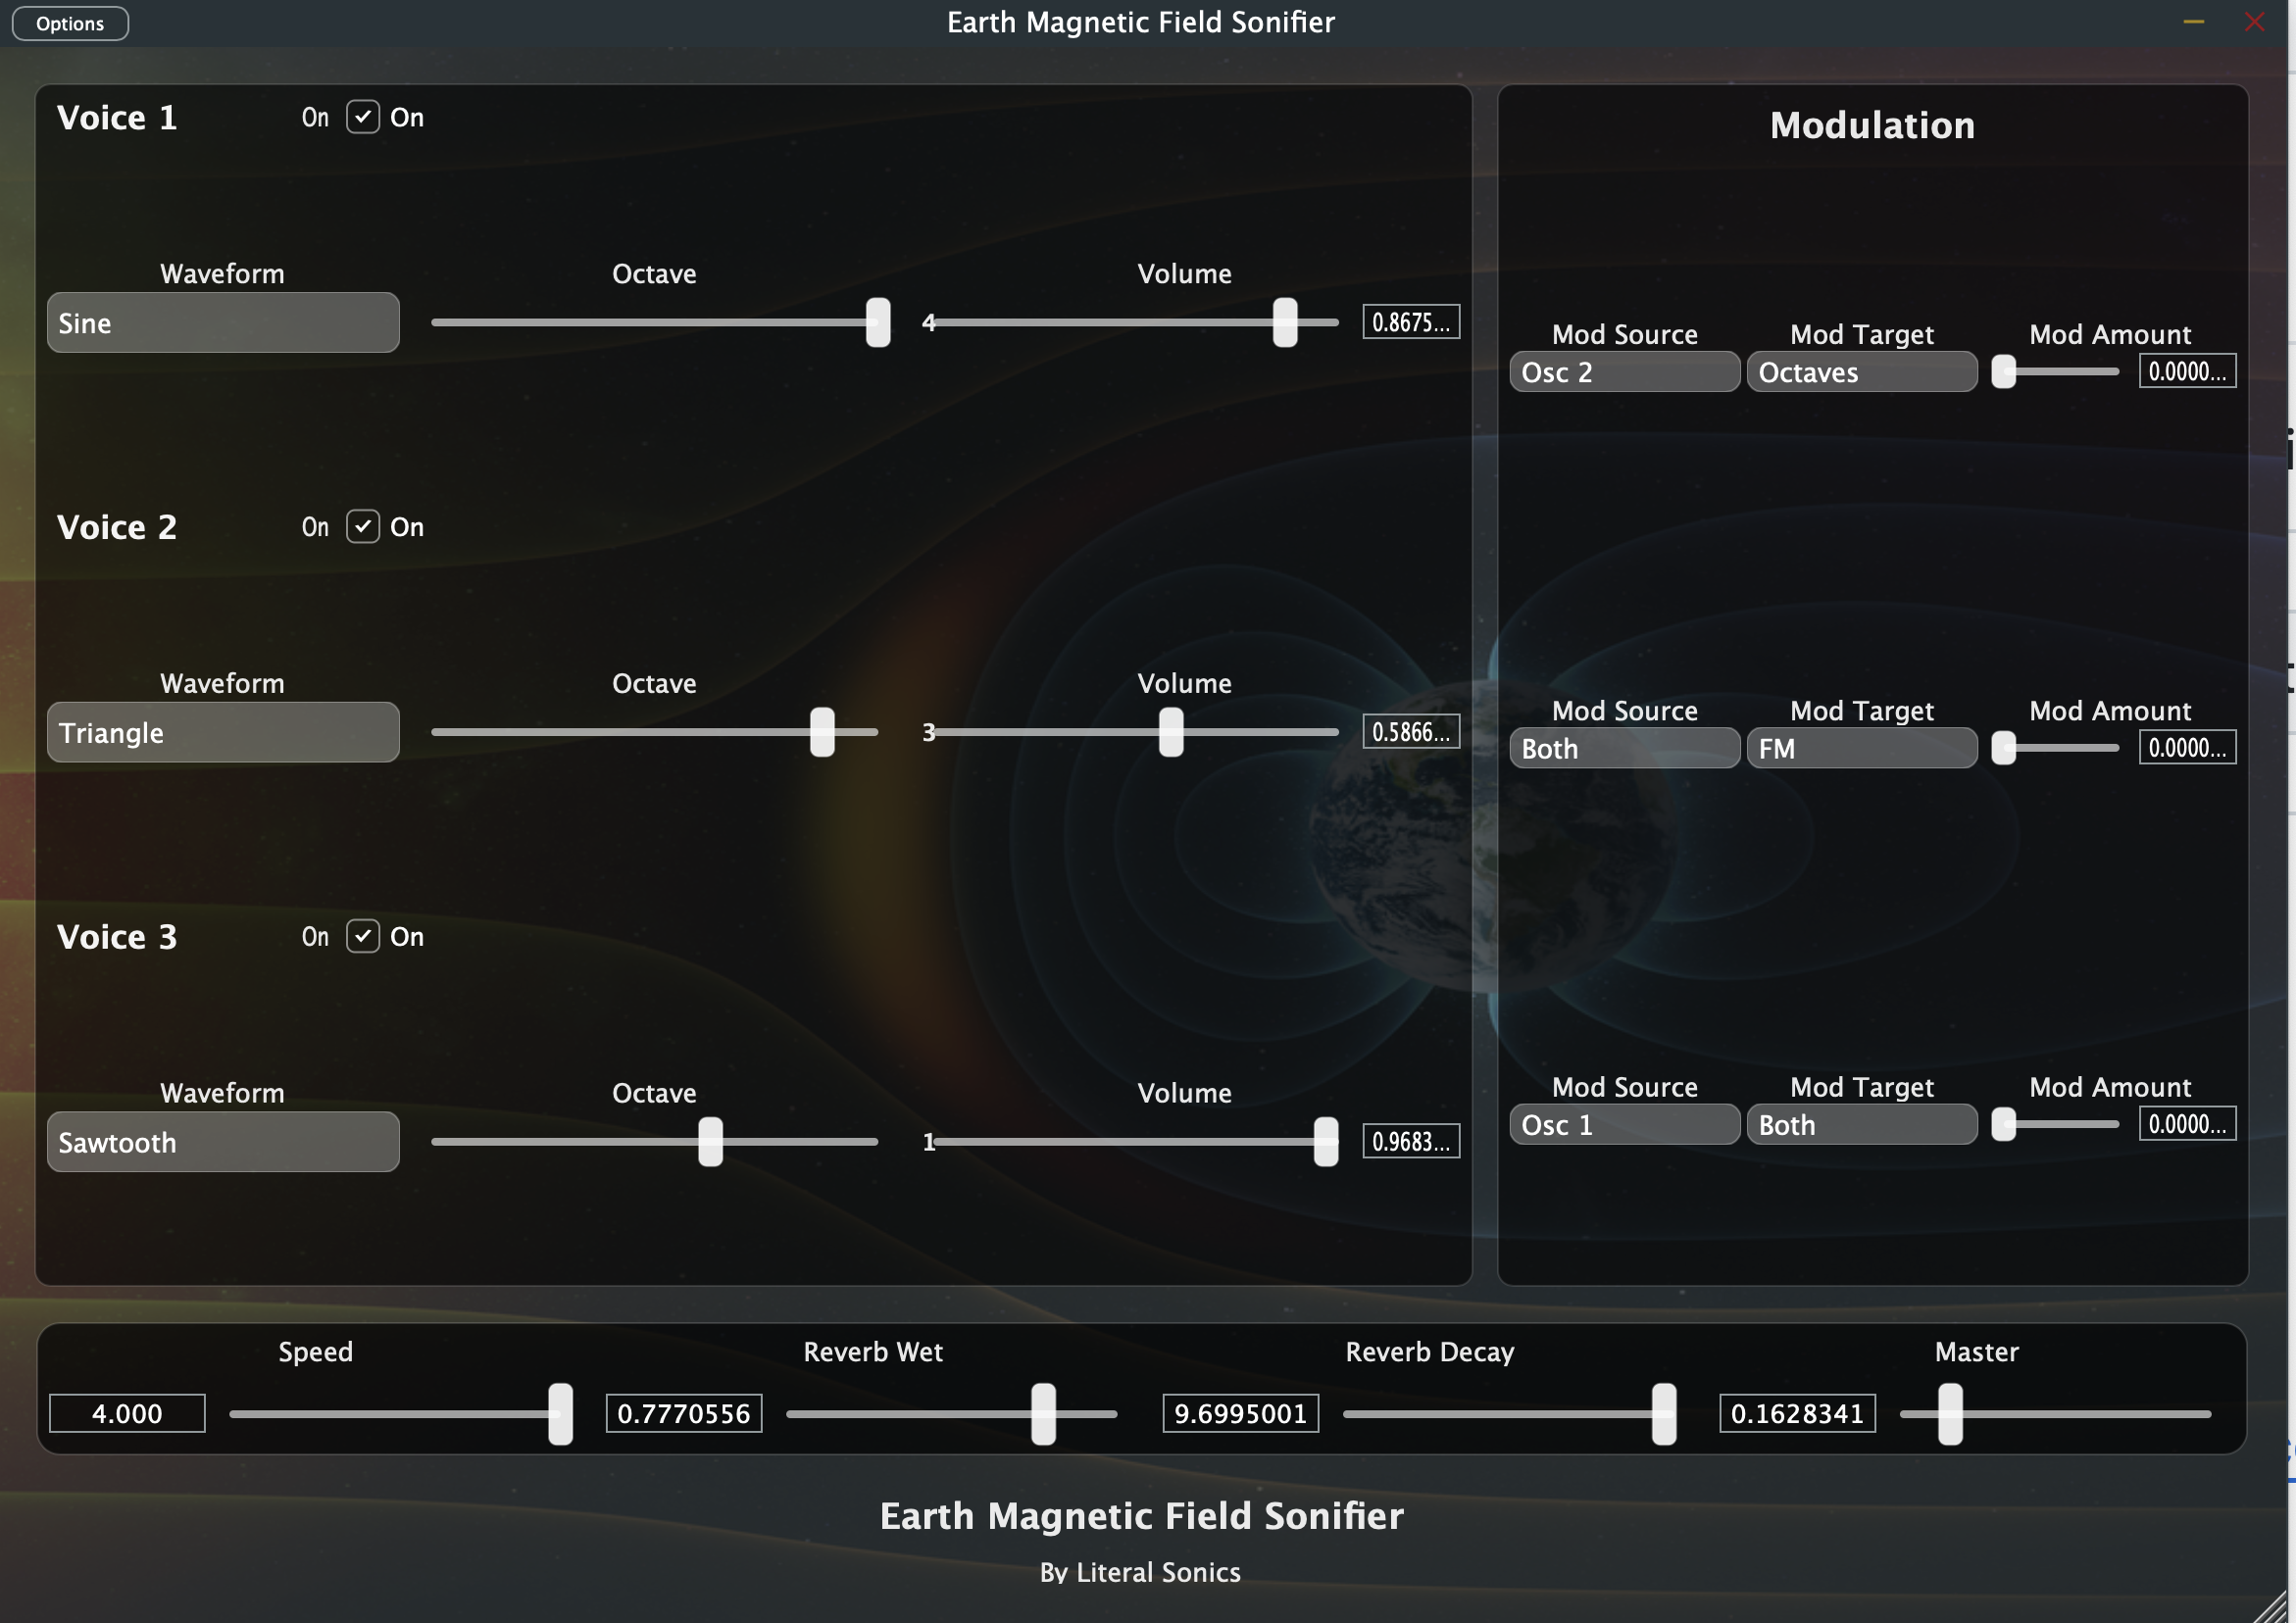 Options
Earth Magnetic Field Sonifier
Voice 1 On On
Waveform Octave Volume
Sine 4 0.8675...
Voice 2 On On
Waveform Octave Volume
Triangle 3 0.5866...
Voice 3 On On
Waveform Octave Volume
Sawtooth 1 0.9683...
Modulation
Mod Source Mod Target Mod Amount
Osc 2 Octaves 0.0000...
Mod Source Mod Target Mod Amount
Both FM 0.0000...
Mod Source Mod Target Mod Amount
Osc 1 Both 0.0000...
Speed Reverb Wet Reverb Decay Master
4.000 0.7770556 9.6995001 0.1628341
Earth Magnetic Field Sonifier
By Literal Sonics